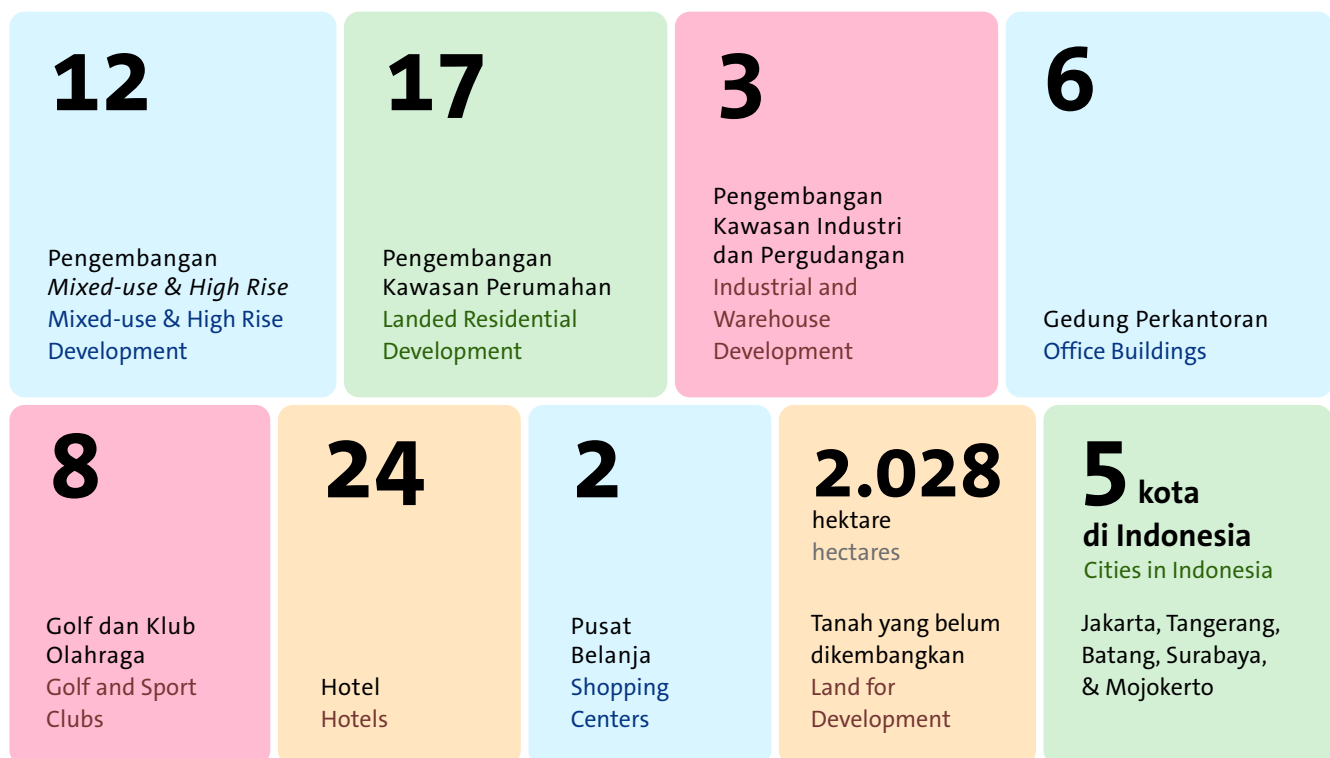 12
Pengembangan
Mixed-use & High Rise
Mixed-use & High Rise
Development
17
Pengembangan
Kawasan Perumahan
Landed Residential
Development
3
Pengembangan
Kawasan Industri
dan Pergudangan
Industrial and
Warehouse
Development
6
Gedung Perkantoran
Office Buildings
8
Golf dan Klub
Olahraga
Golf and Sport
Clubs
24
Hotel
Hotels
2
Pusat
Belanja
Shopping
Centers
2.028
hektare
hectares
Tanah yang belum
dikembangkan
Land for
Development
5 kota
di Indonesia
Cities in Indonesia
Jakarta, Tangerang,
Batang, Surabaya,
& Mojokerto